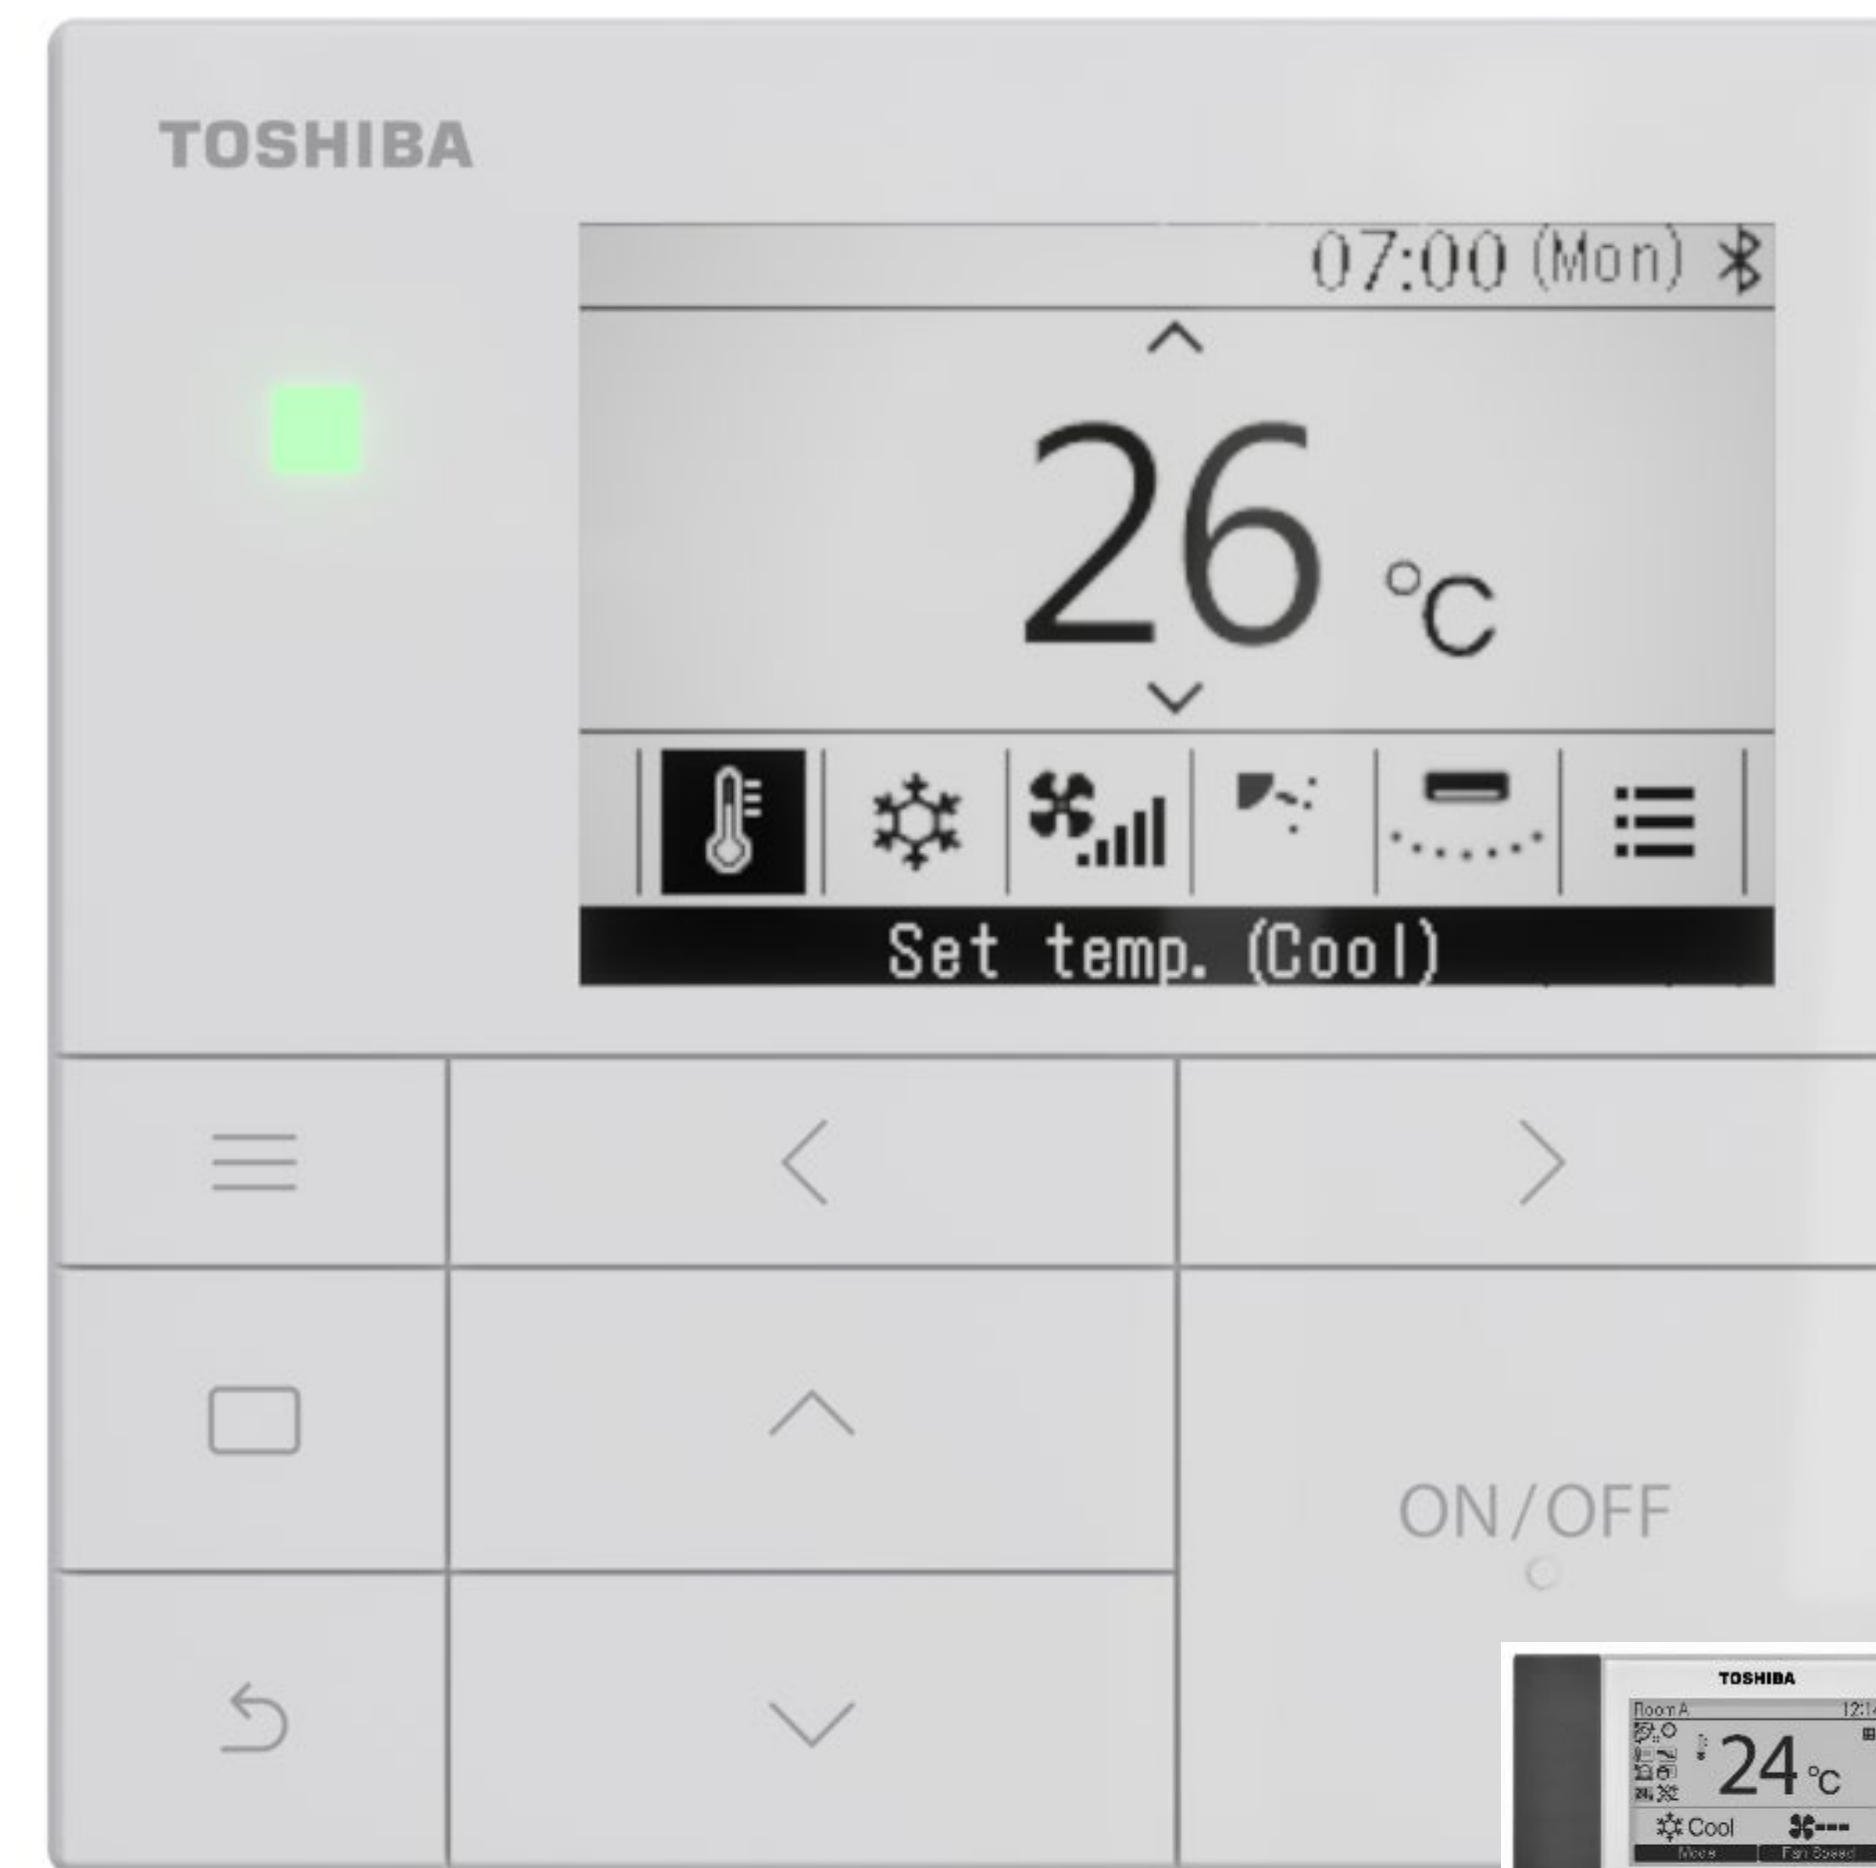 TOSHIBA
07:00 (Mon)
26 °C
Set temp. (Cool)
ON/OFF
TOSHIBA
Room A
24 °C
Cool
Mode
Fan Speed